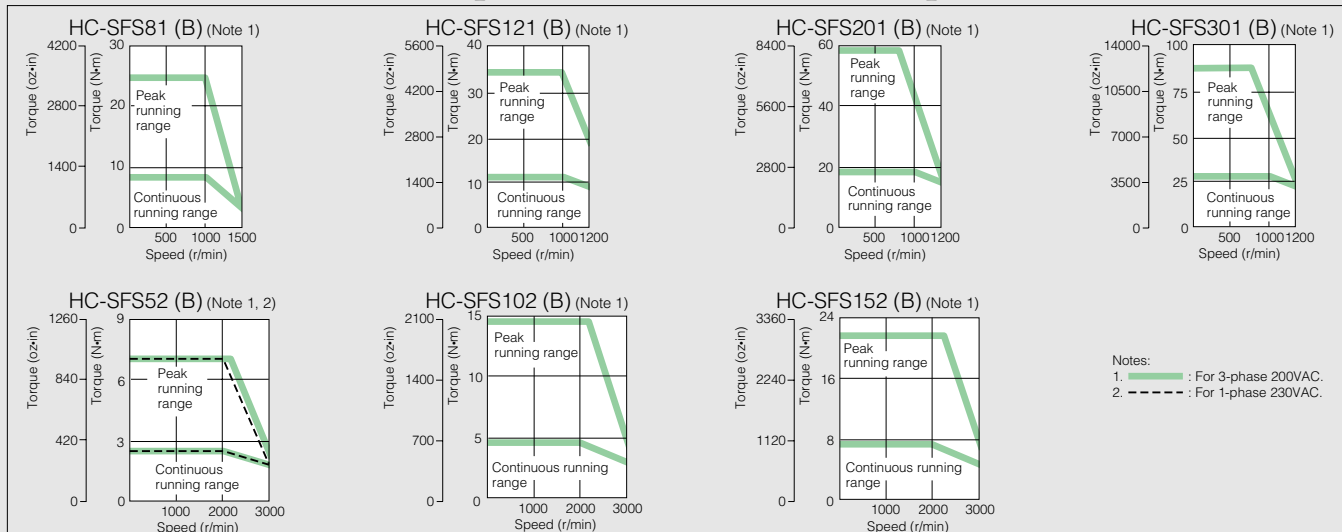 HC-SFS81 (B) (Note 1)
4200
2800
1400
0
Torque (oz•in)
Torque (N•m)
30
20
10
0
Peak
running
range
Continuous
running range
500
1000
1500
Speed (r/min)
HC-SFS121 (B) (Note 1)
5600
4200
2800
1400
0
Torque (oz•in)
Torque (N•m)
40
30
20
10
0
Peak
running
range
Continuous
running range
500
1000
1200
Speed (r/min)
HC-SFS201 (B) (Note 1)
8400
5600
2800
0
Torque (oz•in)
Torque (N•m)
60
40
20
0
Peak
running
range
Continuous
running range
500
1000
1200
Speed (r/min)
HC-SFS301 (B) (Note 1)
14000
10500
7000
3500
0
Torque (oz•in)
Torque (N•m)
100
75
50
25
0
Peak
running
range
Continuous
running range
500
1000
1200
Speed (r/min)
HC-SFS52 (B) (Note 1, 2)
1260
840
420
0
Torque (oz•in)
Torque (N•m)
9
6
3
0
Peak
running
range
Continuous
running range
1000
2000
3000
Speed (r/min)
HC-SFS102 (B) (Note 1)
2100
1400
700
0
Torque (oz•in)
Torque (N•m)
15
10
5
0
Peak
running range
Continuous running
range
1000
2000
3000
Speed (r/min)
HC-SFS152 (B) (Note 1)
3360
2240
1120
0
Torque (oz•in)
Torque (N•m)
24
16
8
0
Peak
running range
Continuous running
range
1000
2000
3000
Speed (r/min)
Notes:
1. : For 3-phase 200VAC.
2. : For 1-phase 230VAC.